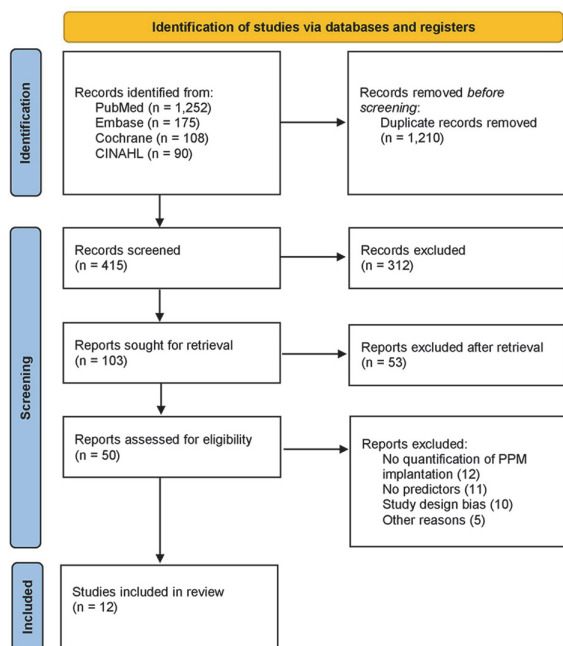 Identification of studies via databases and registers
Identification
Records identified from:
PubMed (n = 1,252)
Embase (n = 175)
Cochrane (n = 108)
CINAHL (n = 90)
Records removed before
screening:
Duplicate records removed
(n = 1,210)
Screening
Records screened
(n = 415)
Records excluded
(n = 312)
Reports sought for retrieval
(n = 103)
Reports excluded after retrieval
(n = 53)
Reports assessed for eligibility
(n = 50)
Reports excluded:
No quantification of PPM
implantation (12)
No predictors (11)
Study design bias (10)
Other reasons (5)
Included
Studies included in review
(n = 12)